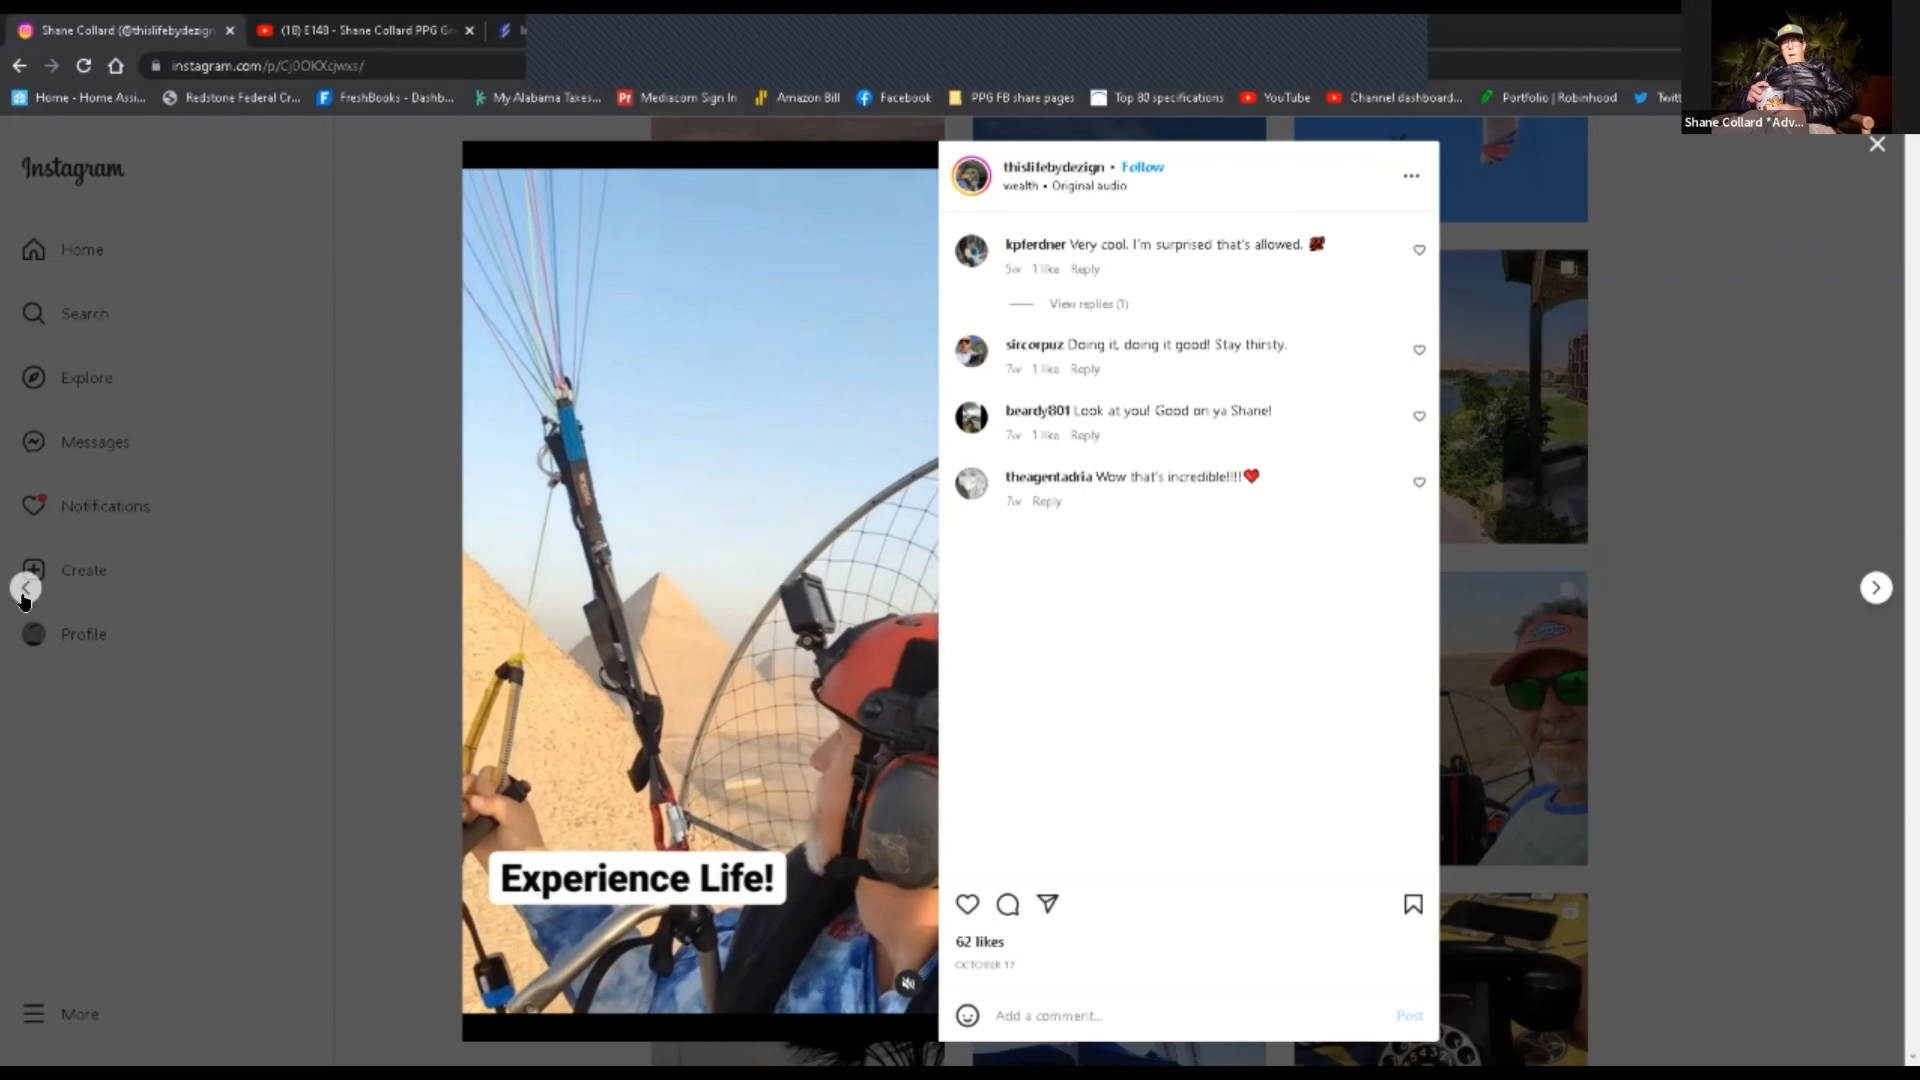 Shane Collard (@thislifebydezign
(18) E148 - Shane Collard PPG G
instagram.com/p/Cj0OKXcjwxs/
Home - Home Assi...
Redstone Federal Cr...
FreshBooks - Dashb...
My Alabama Taxes...
Mediacom Sign In
Amazon Bill
Facebook
PPG FB share pages
Top 80 specifications
YouTube
Channel dashboard...
Portfolio | Robinhood
Twitt
Shane Collard *Adv...
Instagram
Home
Search
Explore
Messages
Notifications
Create
Profile
More
Experience Life!
thislifebydezign • Follow
wealth • Original audio
kpferdner Very cool. I'm surprised that's allowed.
5w 1 like Reply
View replies (1)
sircorpuz Doing it, doing it good! Stay thirsty.
7w 1 like Reply
beardy801 Look at you! Good on ya Shane!
7w 1 like Reply
theagentadria Wow that's incredible!!!!❤️
7w Reply
62 likes
OCTOBER 17
Add a comment...
Post